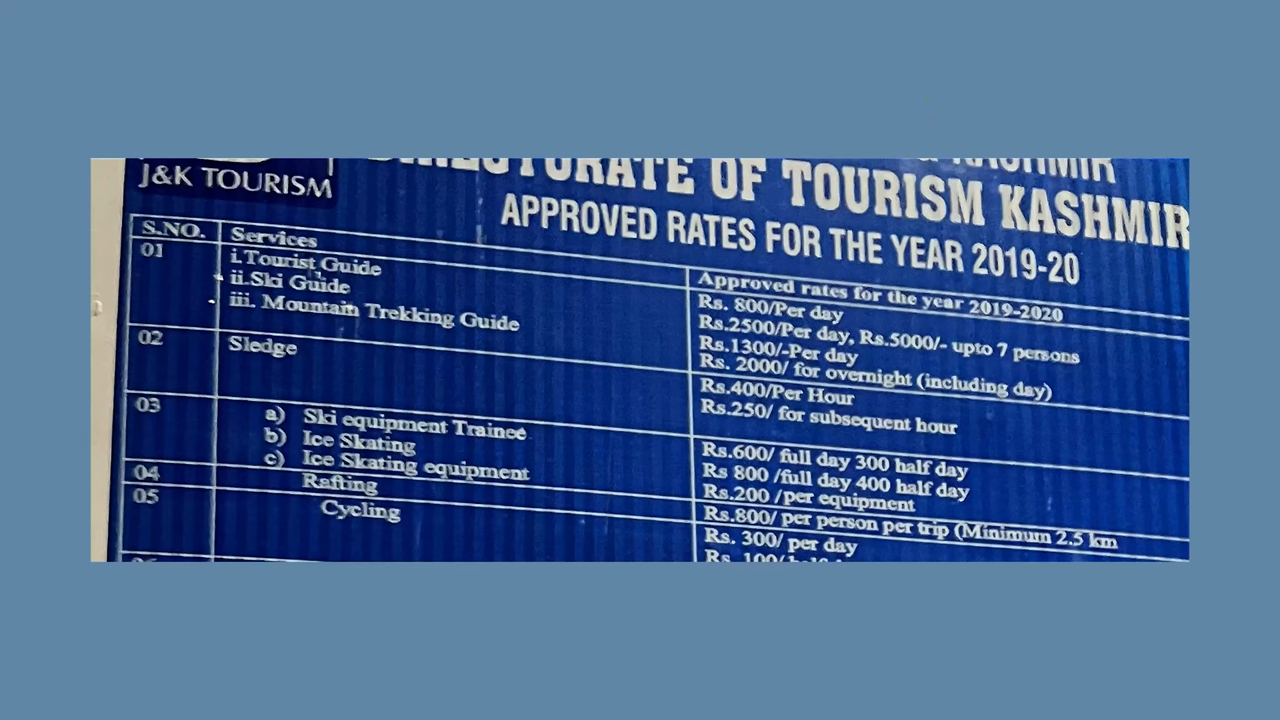 KASHMIR
J&K TOURISM
DIRECTORATE OF TOURISM KASHMIR
APPROVED RATES FOR THE YEAR 2019-20
S.NO. Services Approved rates for the year 2019-2020
01 i.Tourist Guide Rs. 800/Per day
ii.Ski Guide Rs.2500/Per day, Rs.5000/- upto 7 persons
iii. Mountain Trekking Guide Rs.1300/-Per day
Rs. 2000/ for overnight (including day)
02 Sledge Rs.400/Per Hour
Rs.250/ for subsequent hour
03 a) Ski equipment Trainee Rs.600/ full day 300 half day
b) Ice Skating Rs 800 /full day 400 half day
c) Ice Skating equipment Rs.200 /per equipment
04 Rafting Rs.800/ per person per trip (Minimum 2.5 km
05 Cycling Rs. 300/ per day
Rs. 100/